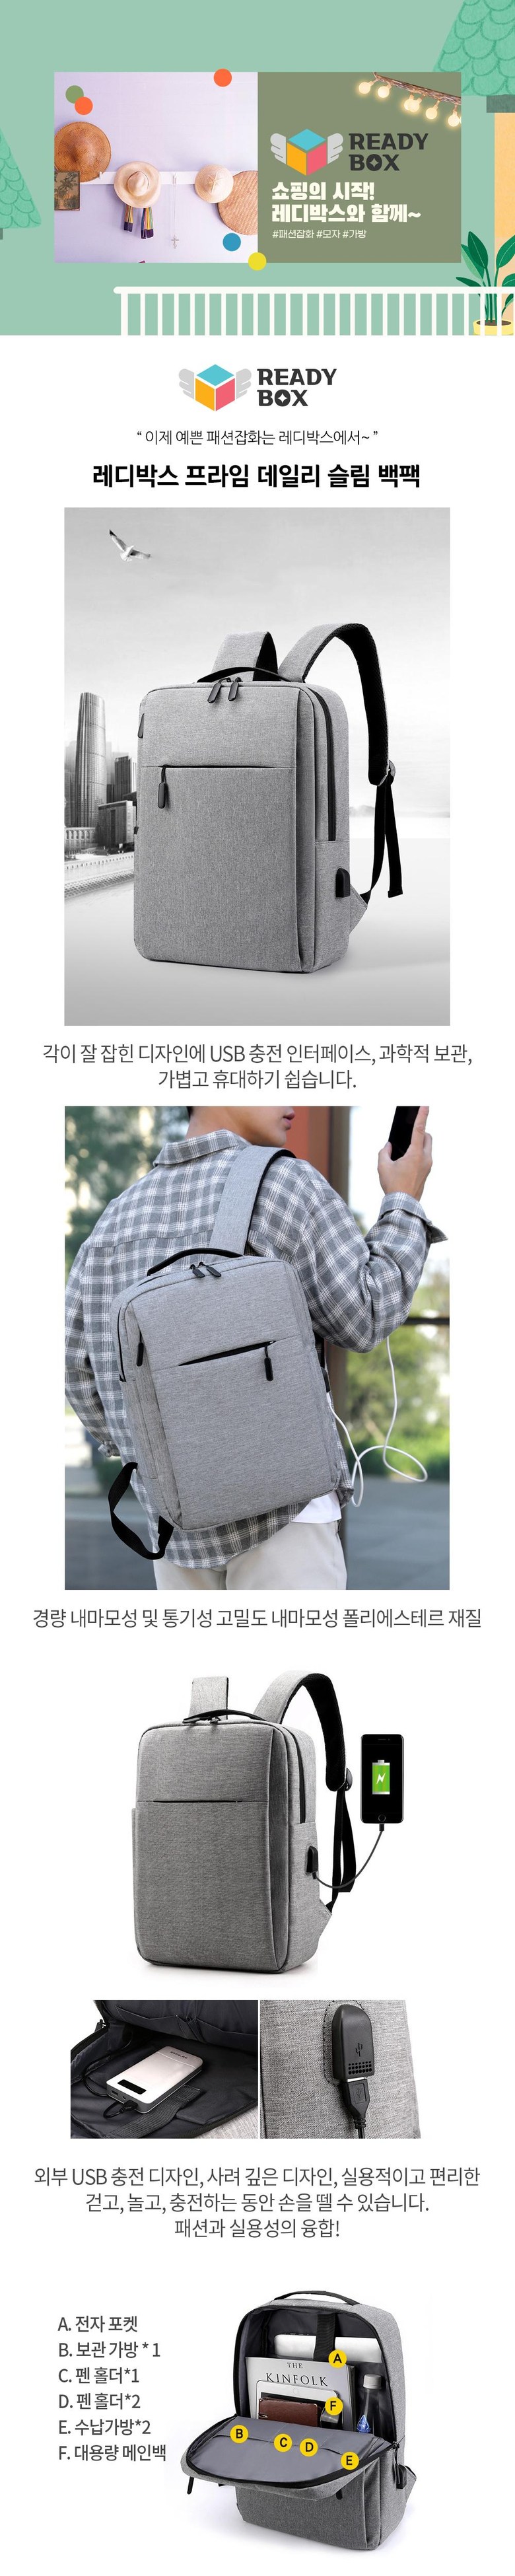 READY
BOX
쇼핑의 시작!
레디박스와 함께~
#패션잡화 #모자 #가방
READY
BOX
“ 이제 예쁜 패션잡화는 레디박스에서~ ”
레디박스 프라임 데일리 슬림 백팩
각이 잘 잡힌 디자인에 USB 충전 인터페이스, 과학적 보관,
가볍고 휴대하기 쉽습니다.
경량 내마모성 및 통기성 고밀도 내마모성 폴리에스테르 재질
외부 USB 충전 디자인, 사려 깊은 디자인, 실용적이고 편리한
걷고, 놀고, 충전하는 동안 손을 뗄 수 있습니다.
패션과 실용성의 융합!
A. 전자 포켓
B. 보관 가방 * 1
C. 펜 홀더*1
D. 펜 홀더*2
E. 수납가방*2
F. 대용량 메인백
A
THE
KINFOLK
F
B
C
D
E